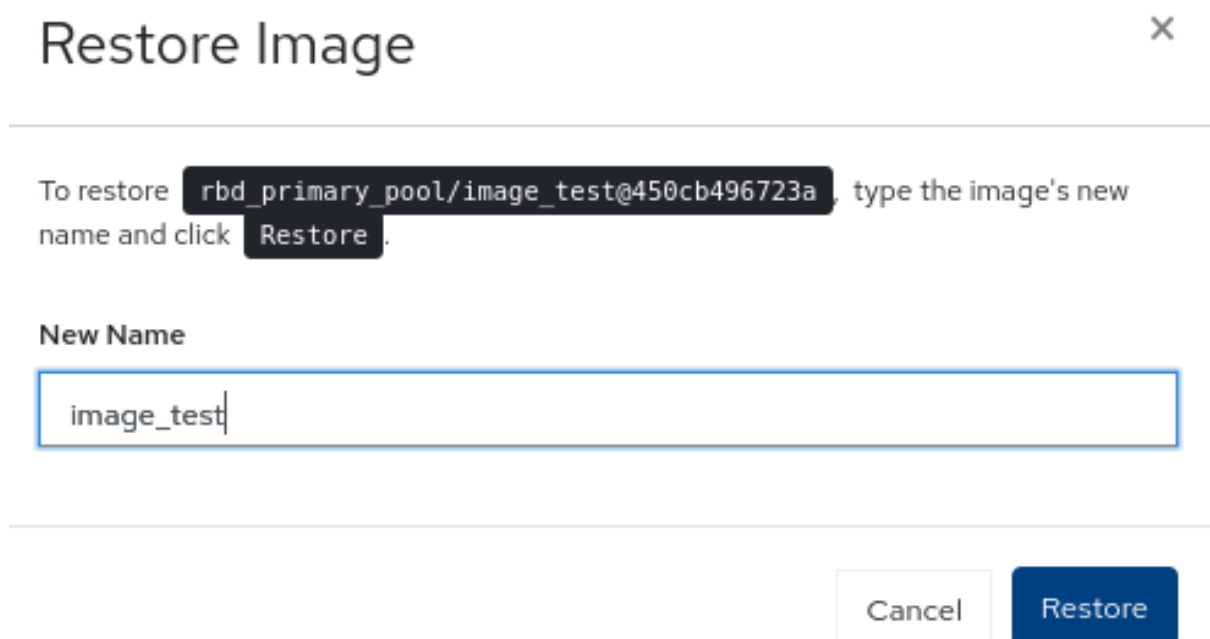 Restore Image
×
To restore rbd_primary_pool/image_test@450cb496723a, type the image's new
name and click Restore.
New Name
image_test
Cancel
Restore